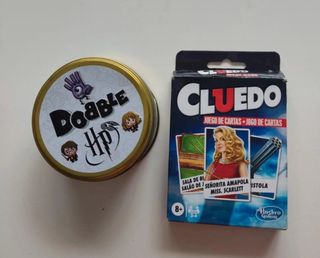 DOBBLE
HP
CLUEDO
JUEGO DE CARTAS • JOGO DE CARTAS
SALA DE
SALÃO DE
SEÑORITA AMAPOLA
MISS. SCARLETT
ISTOLA
8+
Hasbro
Gaming